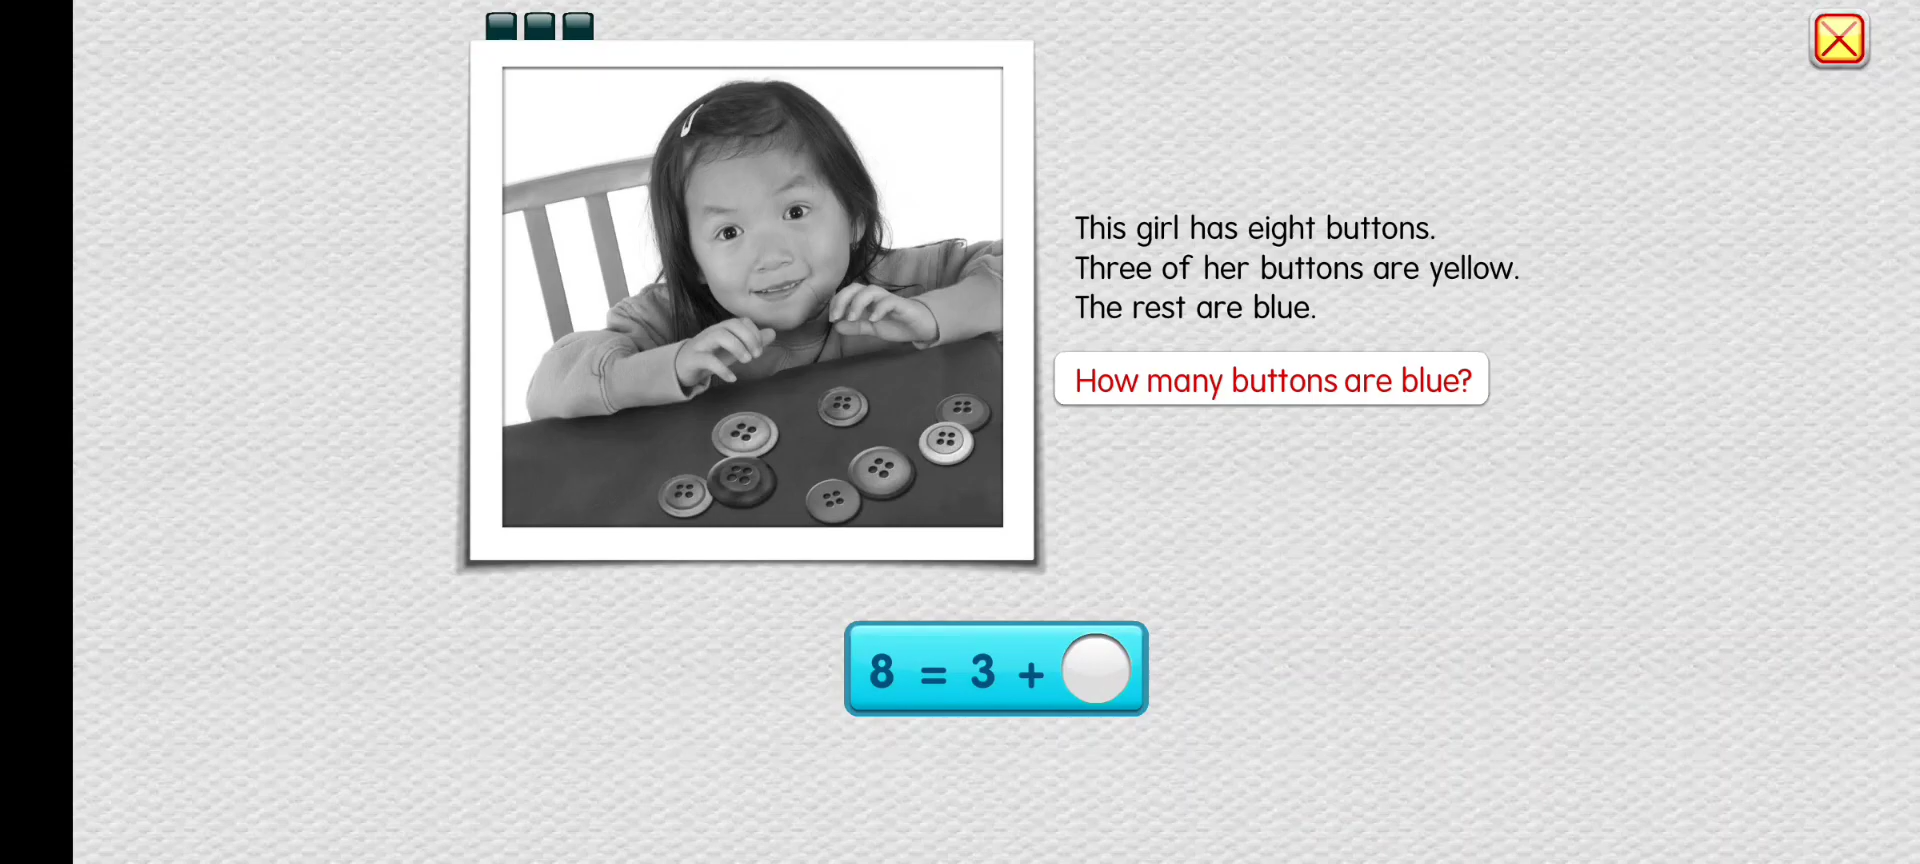 This girl has eight buttons.
Three of her buttons are yellow.
The rest are blue.
How many buttons are blue?
8 = 3 +